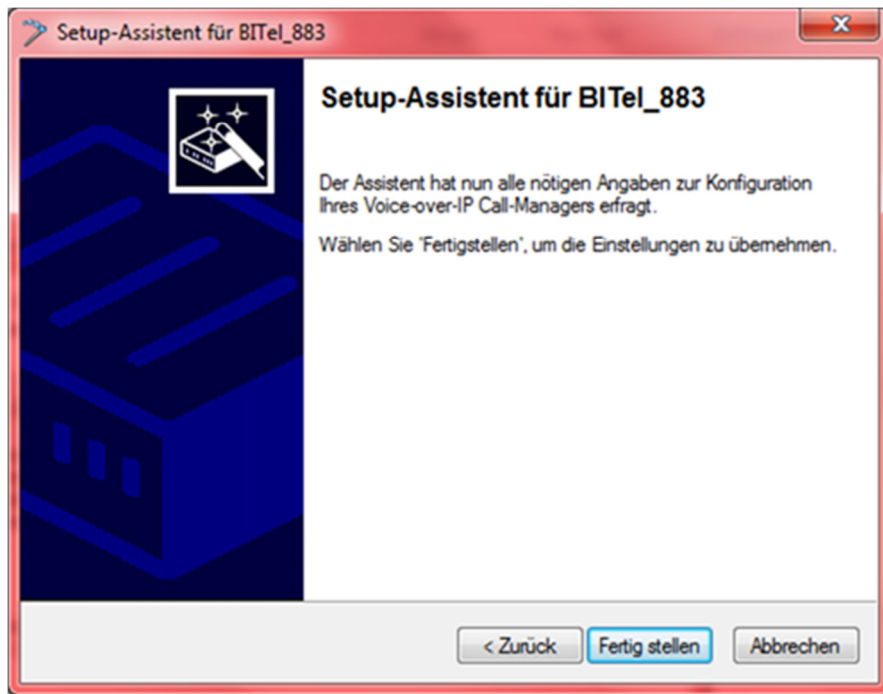 Setup-Assistent für BITel_883
Setup-Assistent für BITel_883
Der Assistent hat nun alle nötigen Angaben zur Konfiguration
Ihres Voice-over-IP Call-Managers erfragt.
Wählen Sie 'Fertigstellen', um die Einstellungen zu übernehmen.
< Zurück
Fertig stellen
Abbrechen